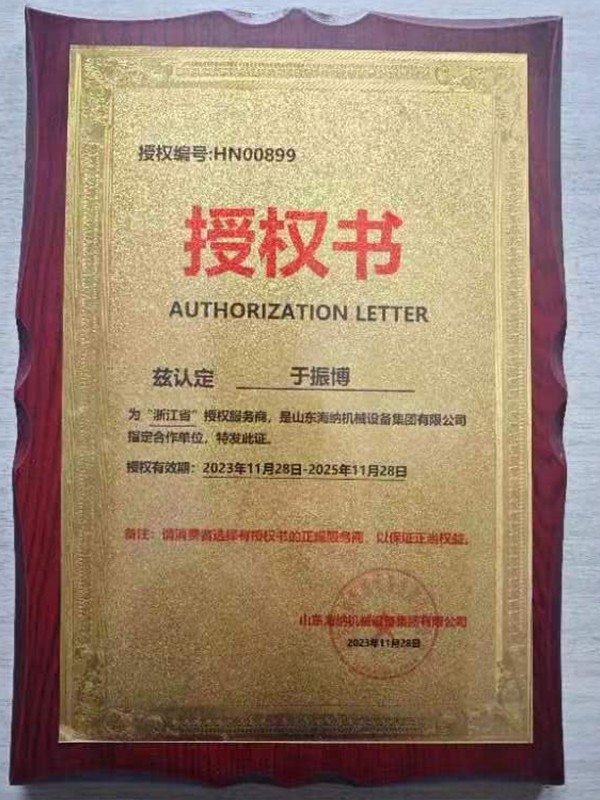 授权编号:HN00899
授权书
AUTHORIZATION LETTER
兹认定 于振博
为“浙江省”授权服务商，是山东海纳机械设备集团有限公司
指定合作单位，特发此证。
授权有效期：2023年11月28日-2025年11月28日
备注：请消费者选择有授权书的正规服务商，以保证正当权益。
山东海纳机械设备集团有限公司
2023年11月28日